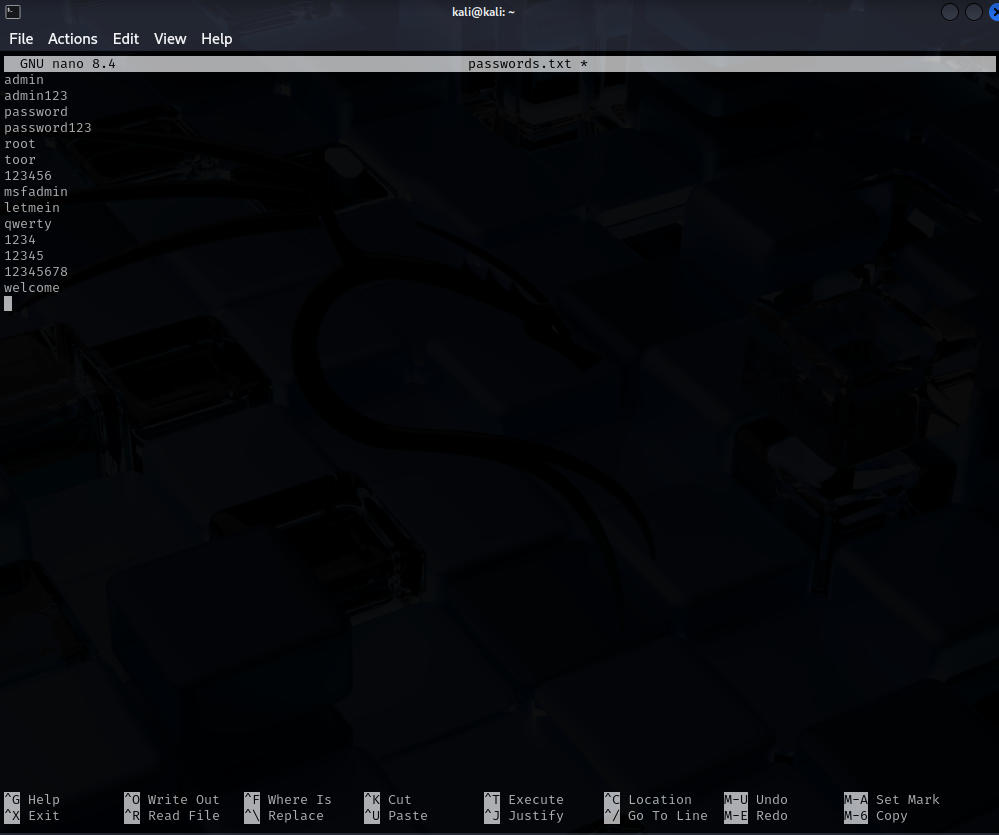 kali@kali: ~
File Actions Edit View Help
GNU nano 8.4 passwords.txt *
admin
admin123
password
password123
root
toor
123456
msfadmin
letmein
qwerty
1234
12345
12345678
welcome
^G Help ^O Write Out ^F Where Is ^K Cut ^T Execute ^C Location M-U Undo M-A Set Mark
^X Exit ^R Read File ^\ Replace ^U Paste ^J Justify ^/ Go To Line M-E Redo M-6 Copy